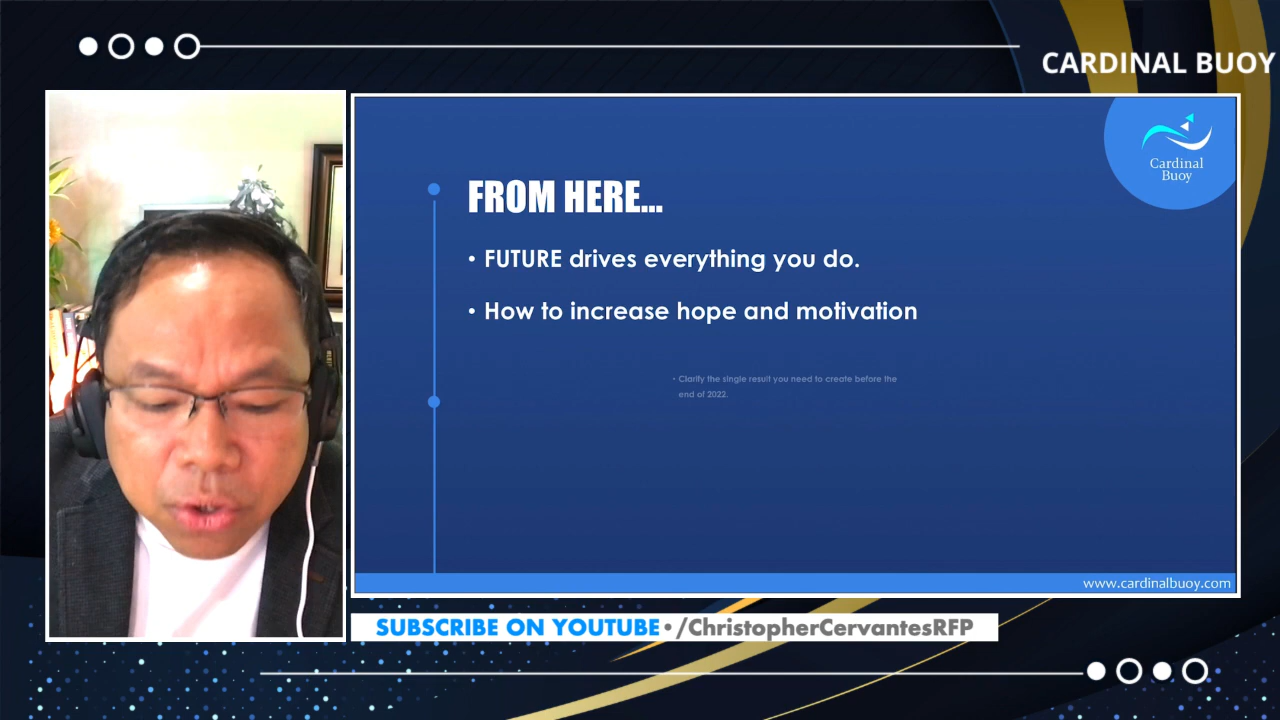 CARDINAL BUOY
Cardinal
Buoy
FROM HERE...
• FUTURE drives everything you do.
• How to increase hope and motivation
• Clarify the single result you need to create before the
end of 2022.
www.cardinalbuoy.com
SUBSCRIBE ON YOUTUBE•/ChristopherCervantesRFP